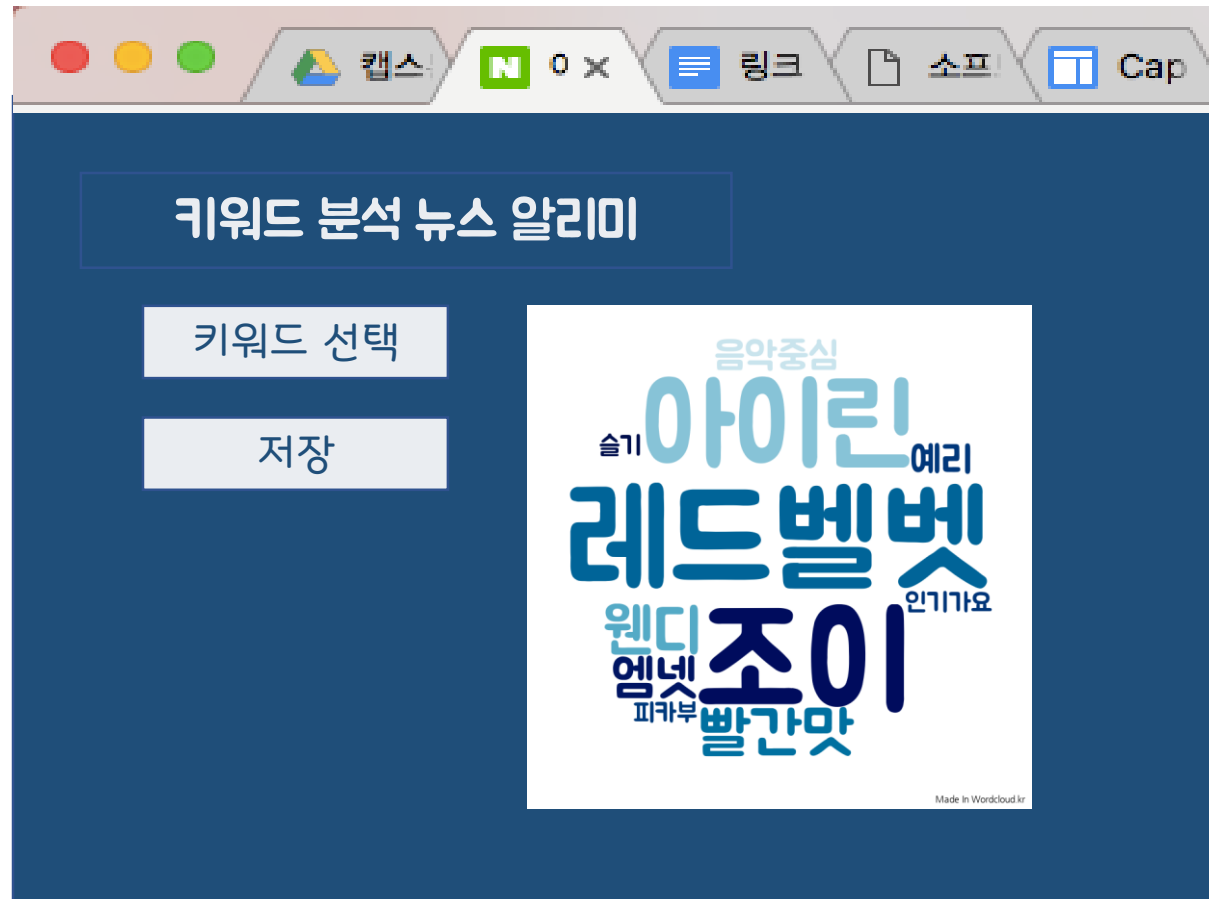 캡스
N 0 ×
링크
소프
Cap
키워드 분석 뉴스 알리미
키워드 선택
저장
음악중심
아이린
슬기
예리
레드벨벳
인기가요
웬디
조이
엠넷
피카부
빨간맛
Made In Wordcloud.kr